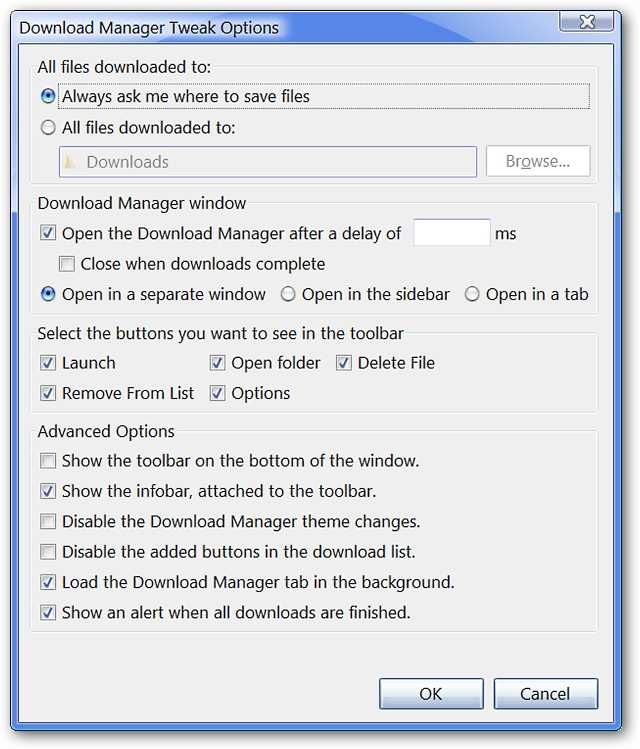 Download Manager Tweak Options
All files downloaded to:
Always ask me where to save files
All files downloaded to:
Downloads Browse...
Download Manager window
Open the Download Manager after a delay of ms
Close when downloads complete
Open in a separate window Open in the sidebar Open in a tab
Select the buttons you want to see in the toolbar
Launch Open folder Delete File
Remove From List Options
Advanced Options
Show the toolbar on the bottom of the window.
Show the infobar, attached to the toolbar.
Disable the Download Manager theme changes.
Disable the added buttons in the download list.
Load the Download Manager tab in the background.
Show an alert when all downloads are finished.
OK Cancel